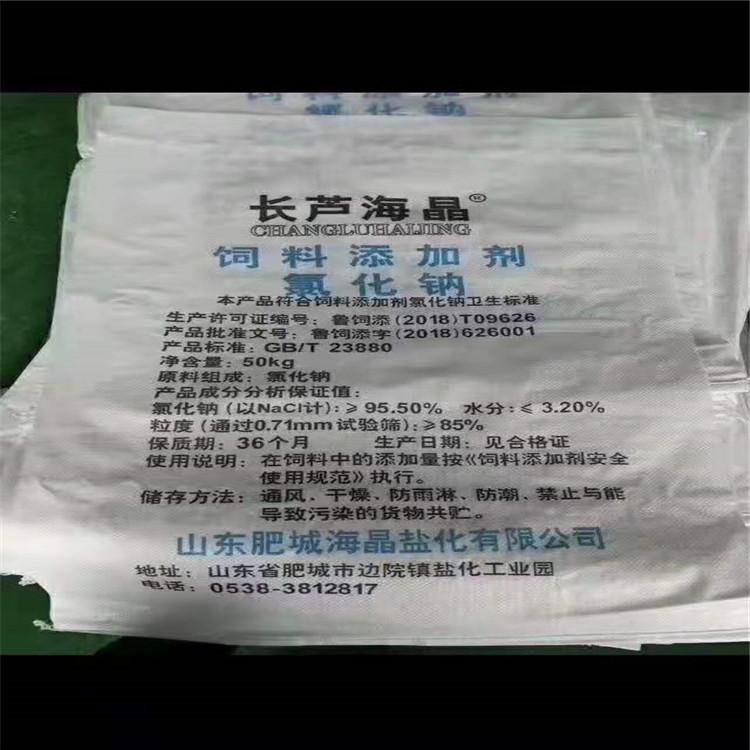 饲料添加剂
氯化钠
长芦海晶®
CHANGLUHAIJING
饲料添加剂
氯化钠
本产品符合饲料添加剂氯化钠卫生标准
生产许可证编号：鲁饲添(2018)T09626
产品批准文号：鲁饲添字(2018)626001
产品标准：GB/T 23880
净含量：50kg
原料组成：氯化钠
产品成分分析保证值：
氯化钠(以NaCl计)：≥95.50% 水分：≤3.20%
粒度(通过0.71mm试验筛)：≥85%
保质期：36个月 生产日期：见合格证
使用说明：在饲料中的添加量按《饲料添加剂安全
使用规范》执行。
储存方法：通风、干燥、防雨淋、防潮、禁止与能
导致污染的货物共贮。
山东肥城海晶盐化有限公司
地址：山东省肥城市边院镇盐化工业园
电话：0538-3812817